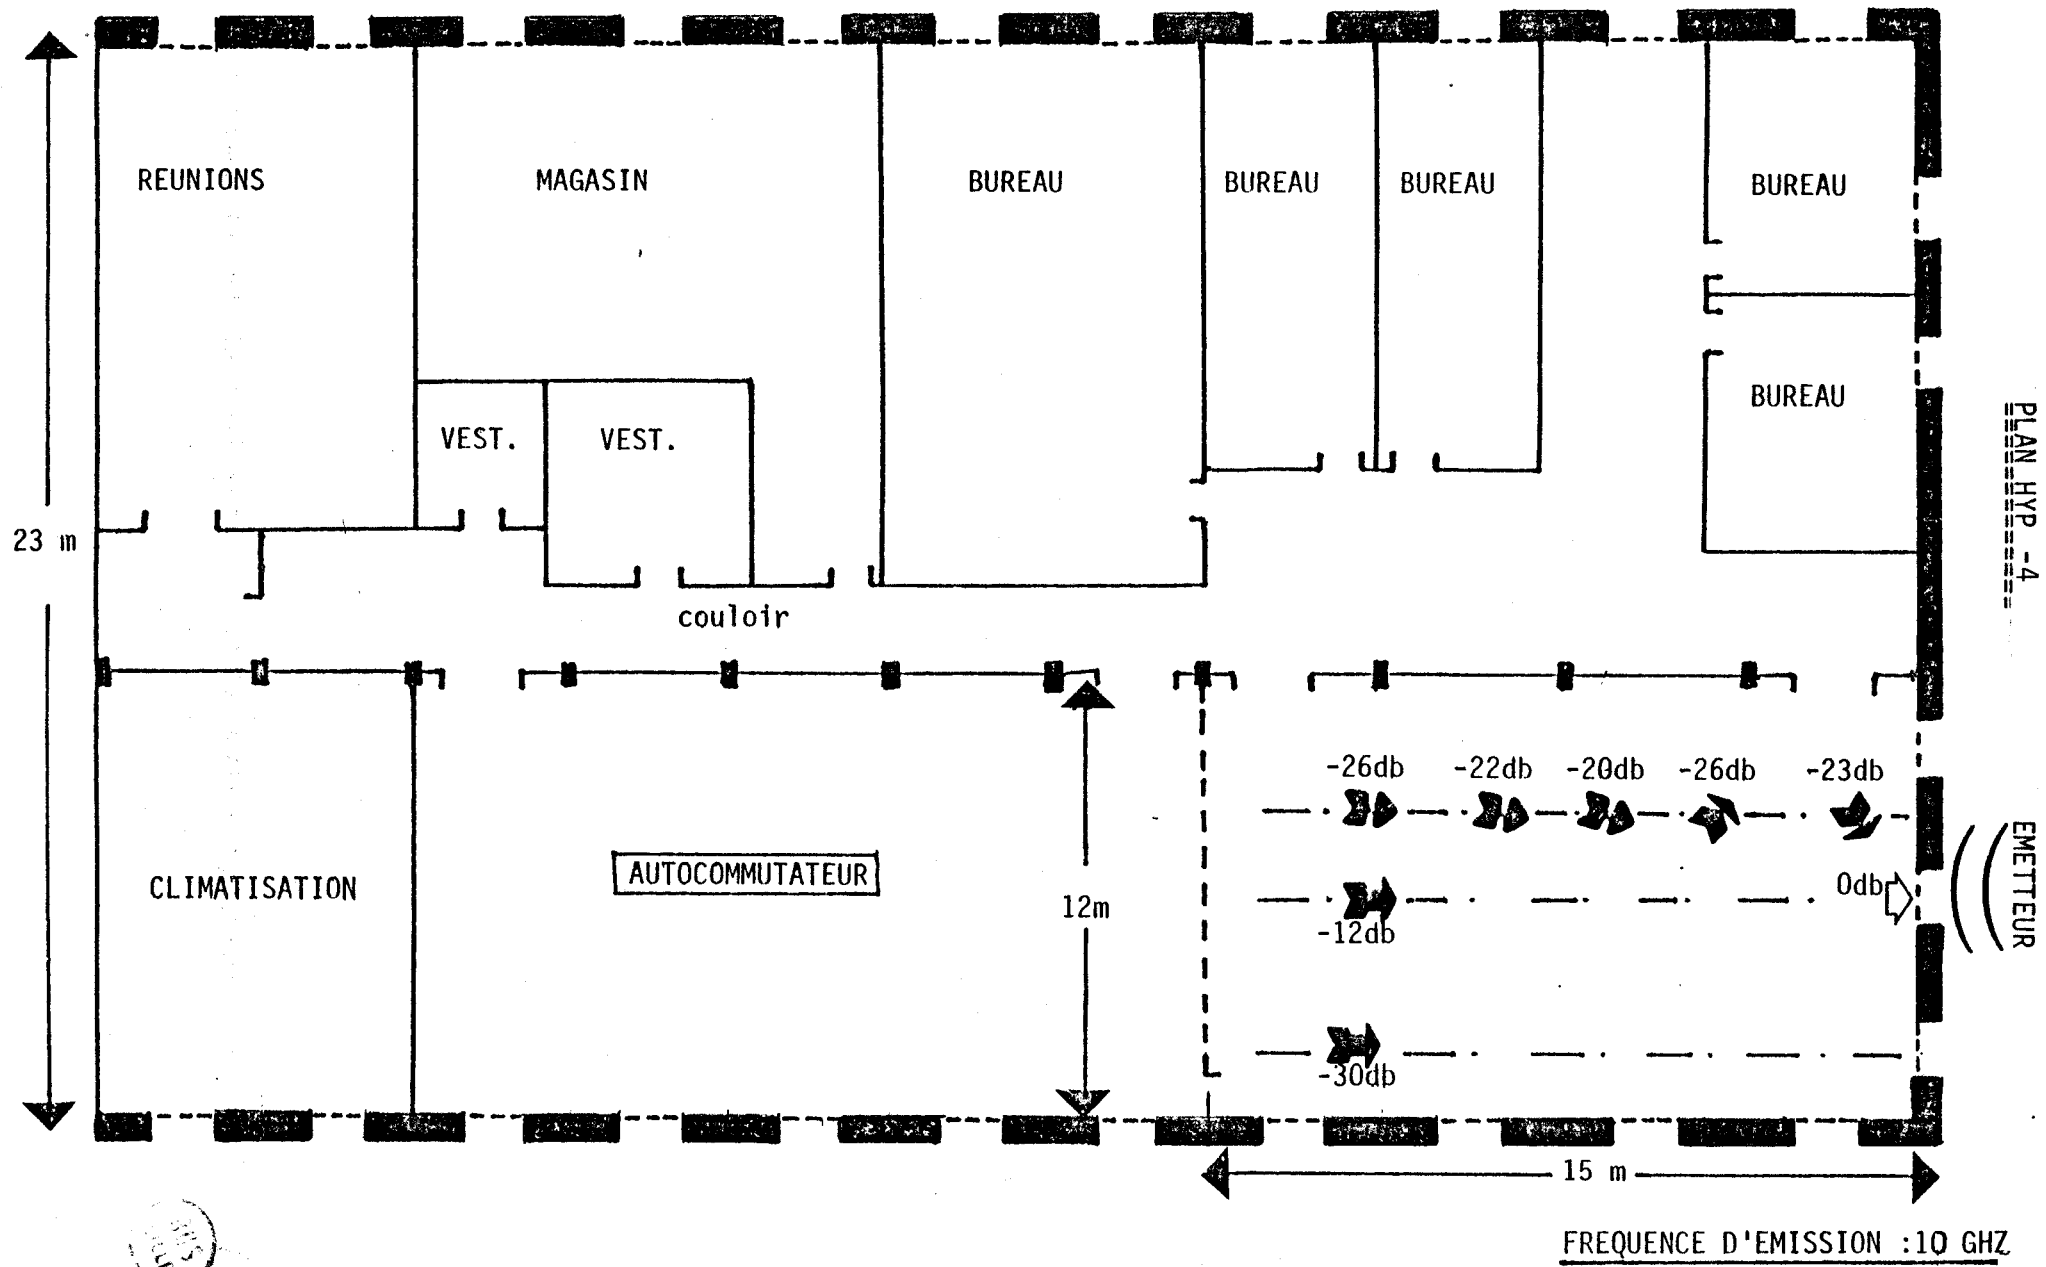 REUNIONS
MAGASIN
BUREAU
BUREAU
BUREAU
BUREAU
BUREAU
VEST.
VEST.
23 m
couloir
PLAN HYP -4
-26db
-22db
-20db
-26db
-23db
EMETTEUR
AUTOCOMMUTATEUR
CLIMATISATION
12m
0db
-12db
-30db
15 m
FREQUENCE D'EMISSION :10 GHZ